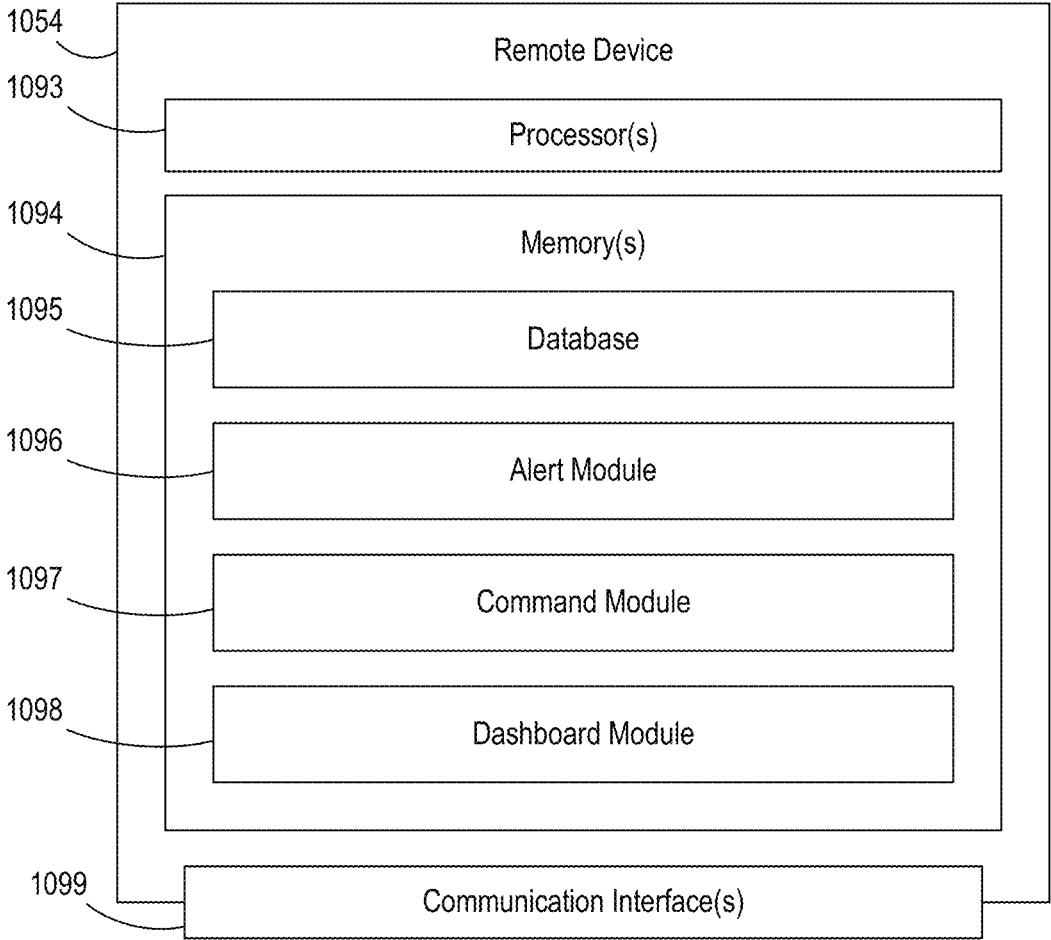 1054
Remote Device
1093
Processor(s)
1094
Memory(s)
1095
Database
1096
Alert Module
1097
Command Module
1098
Dashboard Module
1099
Communication Interface(s)